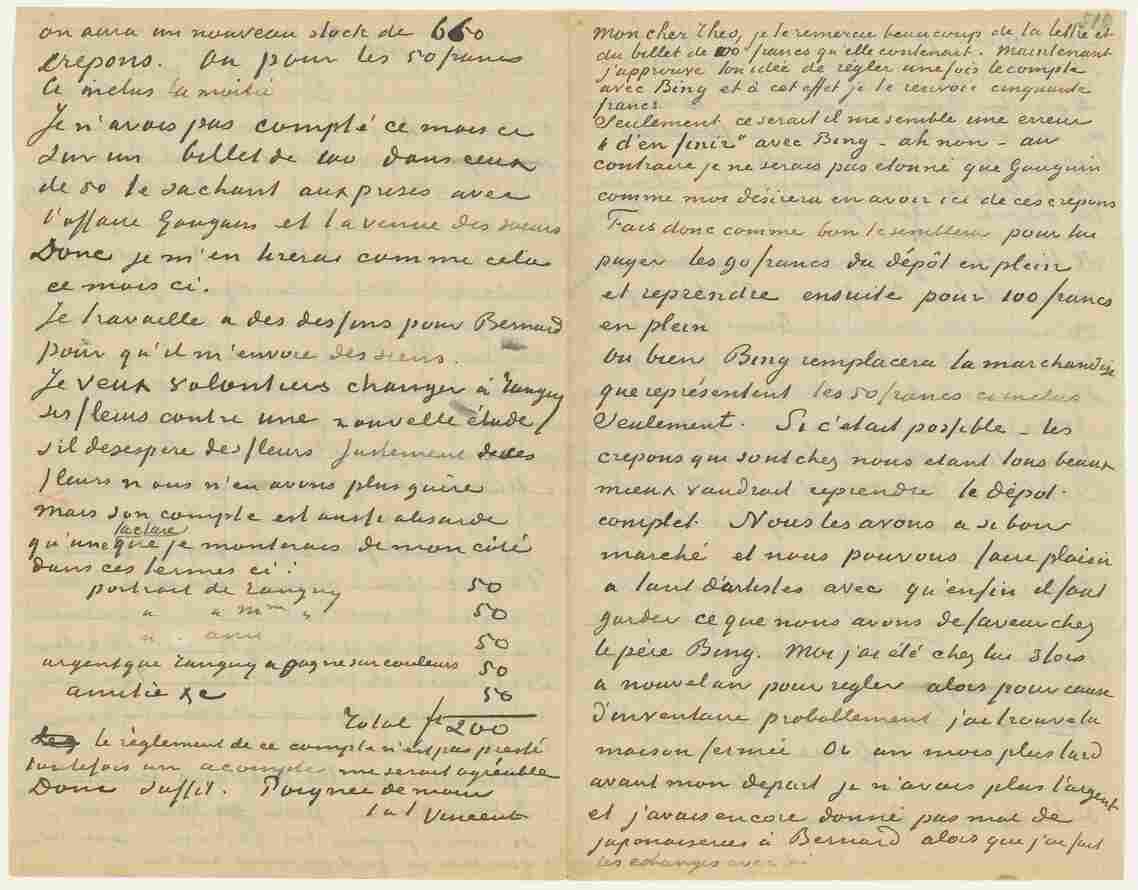 on aura un nouveau stock de 660
crepons. Ou pour les 50 francs
ci inclus la moitié
Je n'avais pas compté ce mois ci
sur un billet de 100 dans ceux
de 50 te sachant aux prises avec
l'affaire Gauguin et la venue des soeurs
Donc je m'en tirerai comme cela
ce mois ci.
Je travaille a des dessins pour Bernard
pour qu'il m'envoie des siens.
Je veux volontiers changer à Tanguy
ses fleurs contre une nouvelle étude
s'il desespère des fleurs justement des
fleurs nous n'en avons plus guère
mais son compte est aussi absurde
la claie
qu'une que je monterais de mon côté
dans ces termes ci:
portrait de Tanguy 50
" " mme " 50
" ami 50
argent que Tanguy a gagné sur couleurs 50
amitié &c 50
Total fr 200
le règlement de ce compte n'est pas pressé
toutefois un acompte me serait agréable
Donc suffit. Poignée de main
t à t Vincent
510
mon cher Theo, je te remercie beaucoup de ta lettre et
du billet de 100 francs qu'elle contenait. Maintenant
j'approuve ton idée de règler une fois le compte
avec Bing et à cet effet je te renvoie cinquante
francs
Seulement ce serait il me semble une erreur
"d'en finir" avec Bing – ah non – au
contraire je ne serais pas etonné que Gauguin
comme moi désirera en avoir ici de ces crepons
Fais donc comme bon te semblera pour lui
payer les 90 francs du dépôt en plein
et reprendre ensuite pour 100 francs
en plein
ou bien Bing remplacera la marchandise
que représentent les 50 francs ci inclus
Seulement. Si c'était possible – les
crepons qui sont chez nous etant tous beaux
mieux vaudrait reprendre le dépot
complet. Nous les avons a si bon
marché et nous pouvons faire plaisir
a tant d'artistes avec qu'enfin il faut
garder ce que nous avons de faveur chez
le père Bing. Moi j'ai été chez lui 3 fois
a nouvel an pour règler alors pour cause
d'inventaire probablement j'ai trouvé la
maison fermée Or un mois plus tard
avant mon depart je n'avais plus l'argent
et j'avais encore donné pas mal de
japonaiseries à Bernard alors que j'ai fait
les echanges avec